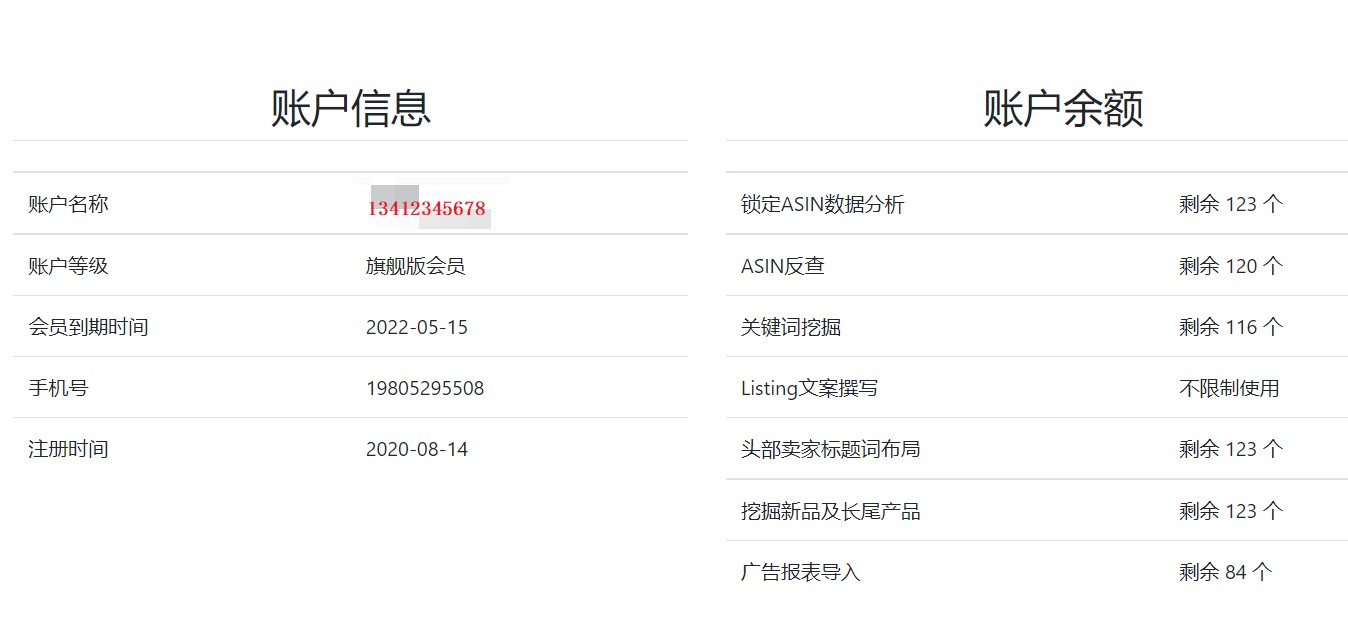 账户信息
账户名称 13412345678
账户等级 旗舰版会员
会员到期时间 2022-05-15
手机号 19805295508
注册时间 2020-08-14
账户余额
锁定ASIN数据分析 剩余 123 个
ASIN反查 剩余 120 个
关键词挖掘 剩余 116 个
Listing文案撰写 不限制使用
头部卖家标题词布局 剩余 123 个
挖掘新品及长尾产品 剩余 123 个
广告报表导入 剩余 84 个